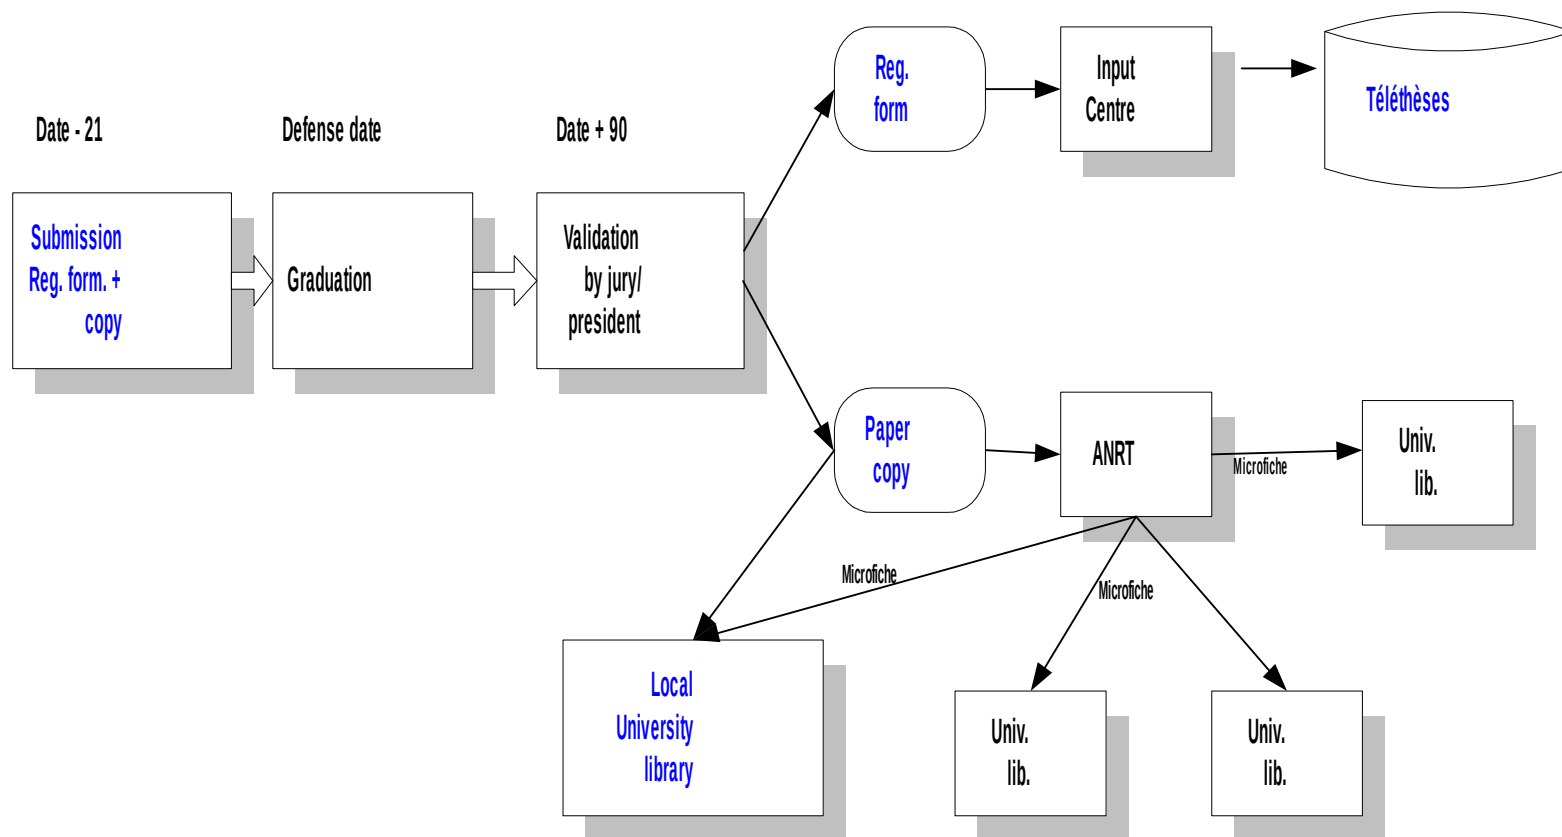 Date - 21
Defense date
Date + 90
Submission
Reg. form. +
copy
Graduation
Validation
by jury/
president
Reg.
form
Input
Centre
Téléthèses
Paper
copy
ANRT
Microfiche
Univ.
lib.
Microfiche
Microfiche
Local
University
library
Univ.
lib.
Univ.
lib.